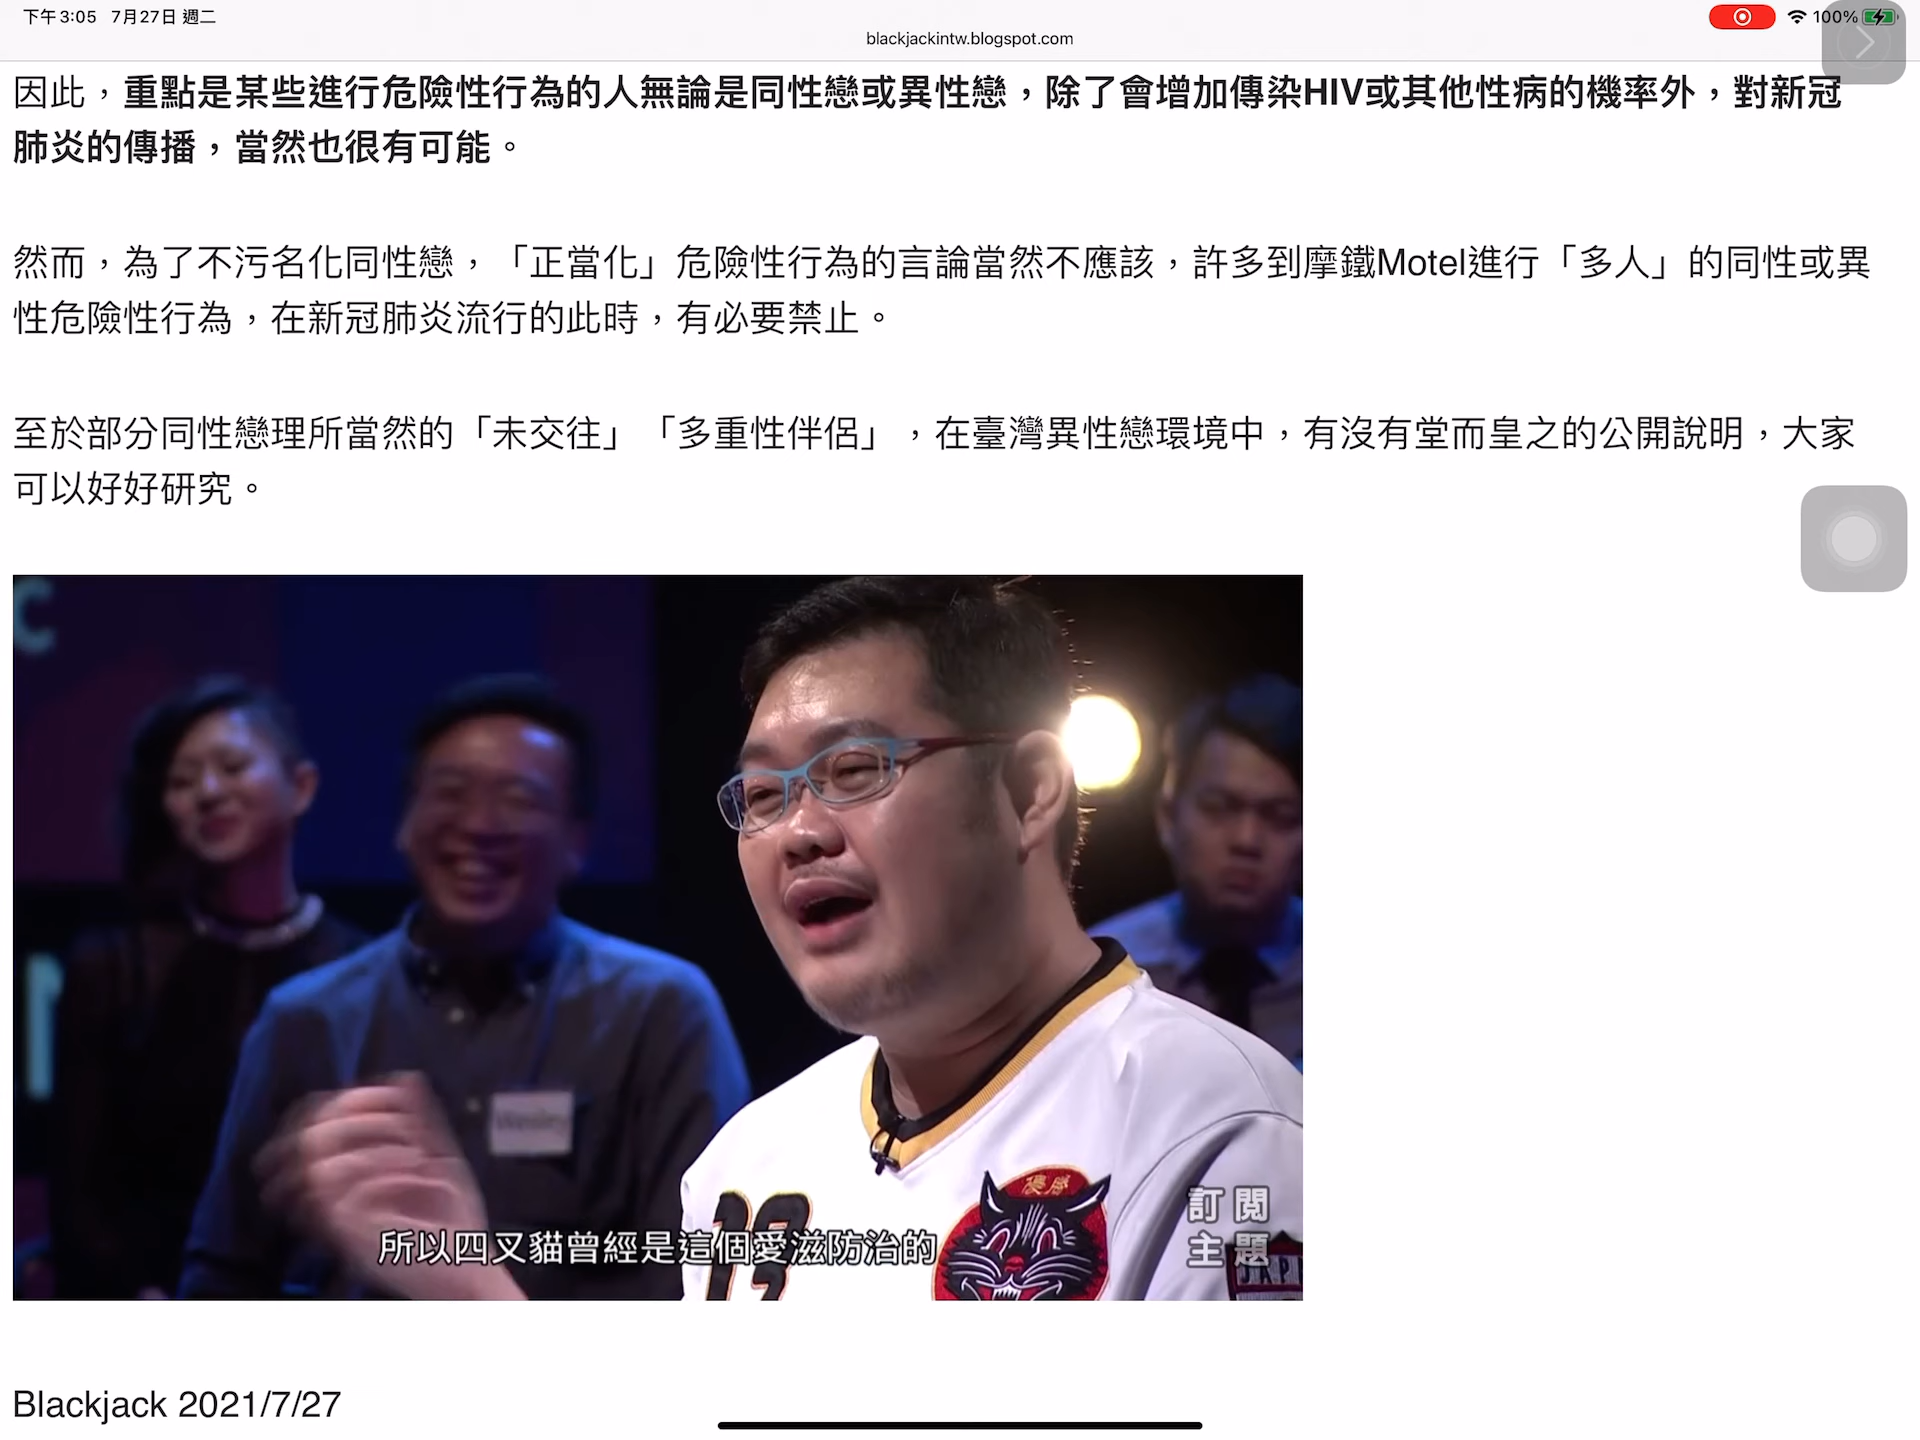 下午3:05 7月27日 週二
100%
blackjackintw.blogspot.com
因此，重點是某些進行危險性行為的人無論是同性戀或異性戀，除了會增加傳染HIV或其他性病的機率外，對新冠
肺炎的傳播，當然也很有可能。
然而，為了不污名化同性戀，「正當化」危險性行為的言論當然不應該，許多到摩鐵Motel進行「多人」的同性或異
性危險性行為，在新冠肺炎流行的此時，有必要禁止。
至於部分同性戀理所當然的「未交往」「多重性伴侶」，在臺灣異性戀環境中，有沒有堂而皇之的公開說明，大家
可以好好研究。
C
Wesley
13
訂閱
主題
所以四叉貓曾經是這個愛滋防治的
Blackjack 2021/7/27